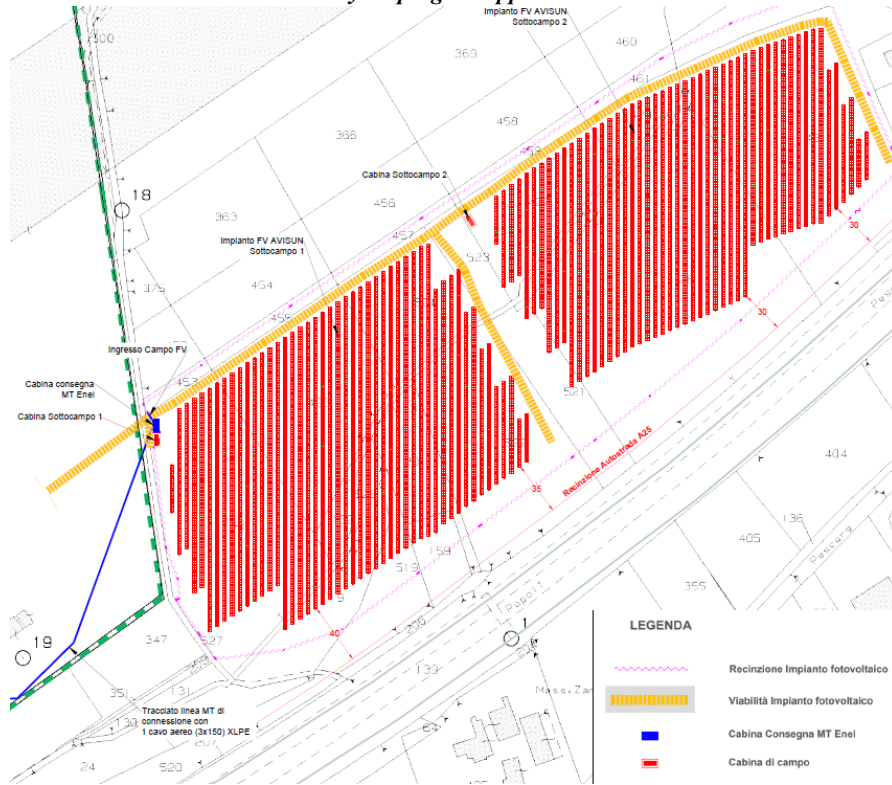 Impianto FV AVISUN
Sottocampo 2
300
369
460
461
458
366
18
Cabina Sottocampo 2
456
363
457
Impianto FV AVISUN
Sottocampo 1
523
30
454
375
30
Ingresso Campo FV
521
453
Cabina consegna
MT Enel
Cabina Sottocampo 1
404
Recinzione Autostrada A25
35
136
405
159
519
355
Popoli
9
1
40
347
527
19
139
351
131
Tracciato linea MT di
connessione con
1 cavo aereo (3x150) XLPE
130
64
24
520
LEGENDA
Recinzione Impianto fotovoltaico
Viabilità Impianto fotovoltaico
Cabina Consegna MT Enel
Cabina di campo